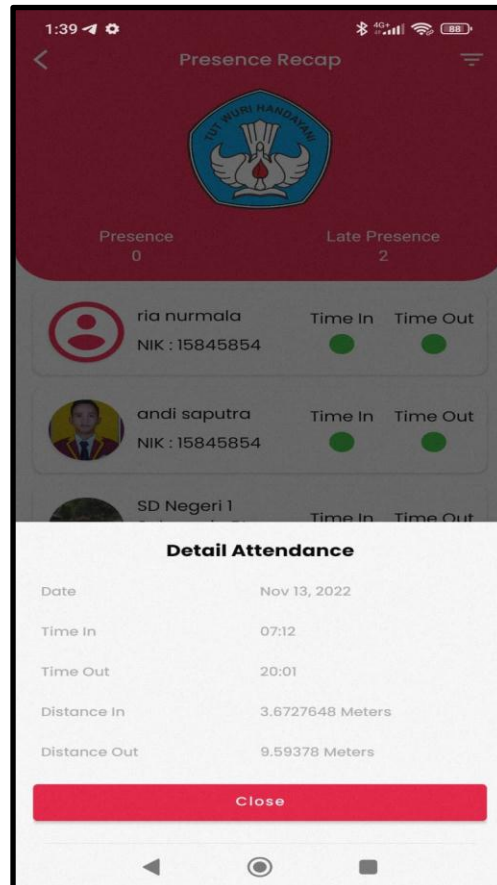 1:39 4G+ 88
Presence Recap
TUT WURI HANDAYANI
Presence Late Presence
0 2
ria nurmala Time In Time Out
NIK : 15845854
andi saputra Time In Time Out
NIK : 15845854
SD Negeri 1
Time In Time Out
Detail Attendance
Date Nov 13, 2022
Time In 07:12
Time Out 20:01
Distance In 3.6727648 Meters
Distance Out 9.59378 Meters
Close